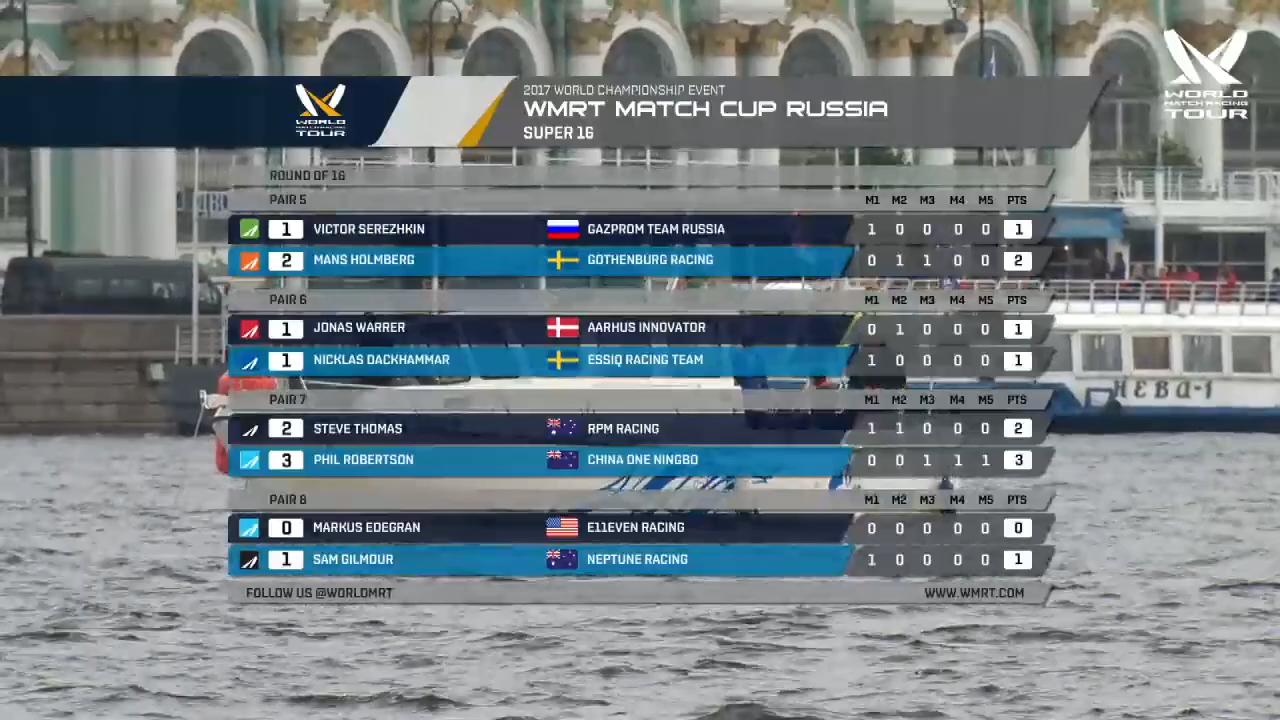 2017 WORLD CHAMPIONSHIP EVENT
WMRT MATCH CUP RUSSIA
SUPER 16
WORLD
MATCH RACING
TOUR
WORLD
MATCH RACING
TOUR
ROUND OF 16
PAIR 5 M1 M2 M3 M4 M5 PTS
1 VICTOR SEREZHKIN GAZPROM TEAM RUSSIA 1 0 0 0 0 1
2 MANS HOLMBERG GOTHENBURG RACING 0 1 1 0 0 2
PAIR 6 M1 M2 M3 M4 M5 PTS
1 JONAS WARRER AARHUS INNOVATOR 0 1 0 0 0 1
1 NICKLAS DACKHAMMAR ESSIQ RACING TEAM 1 0 0 0 0 1
PAIR 7 M1 M2 M3 M4 M5 PTS
2 STEVE THOMAS RPM RACING 1 1 0 0 0 2
3 PHIL ROBERTSON CHINA ONE NINGBO 0 0 1 1 1 3
PAIR 8 M1 M2 M3 M4 M5 PTS
0 MARKUS EDEGRAN E11EVEN RACING 0 0 0 0 0 0
1 SAM GILMOUR NEPTUNE RACING 1 0 0 0 0 1
FOLLOW US @WORLDMRT WWW.WMRT.COM
НЕВА-1